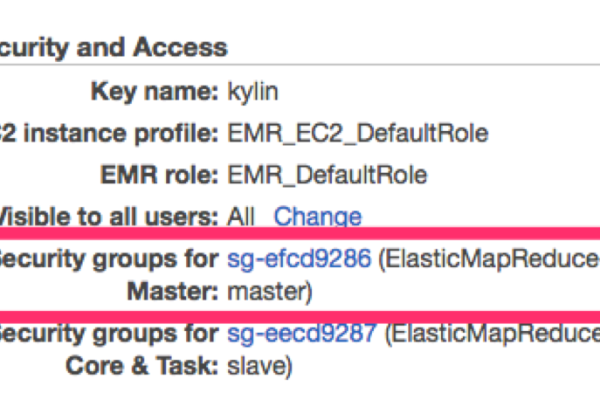 curity and Access
Key name: kylin
C2 instance profile: EMR_EC2_DefaultRole
EMR role: EMR_DefaultRole
Visible to all users: All Change
Security groups for sg-efcd9286 (ElasticMapReduce-
Master: master)
Security groups for sg-eecd9287 (ElasticMapReduce
Core & Task: slave)